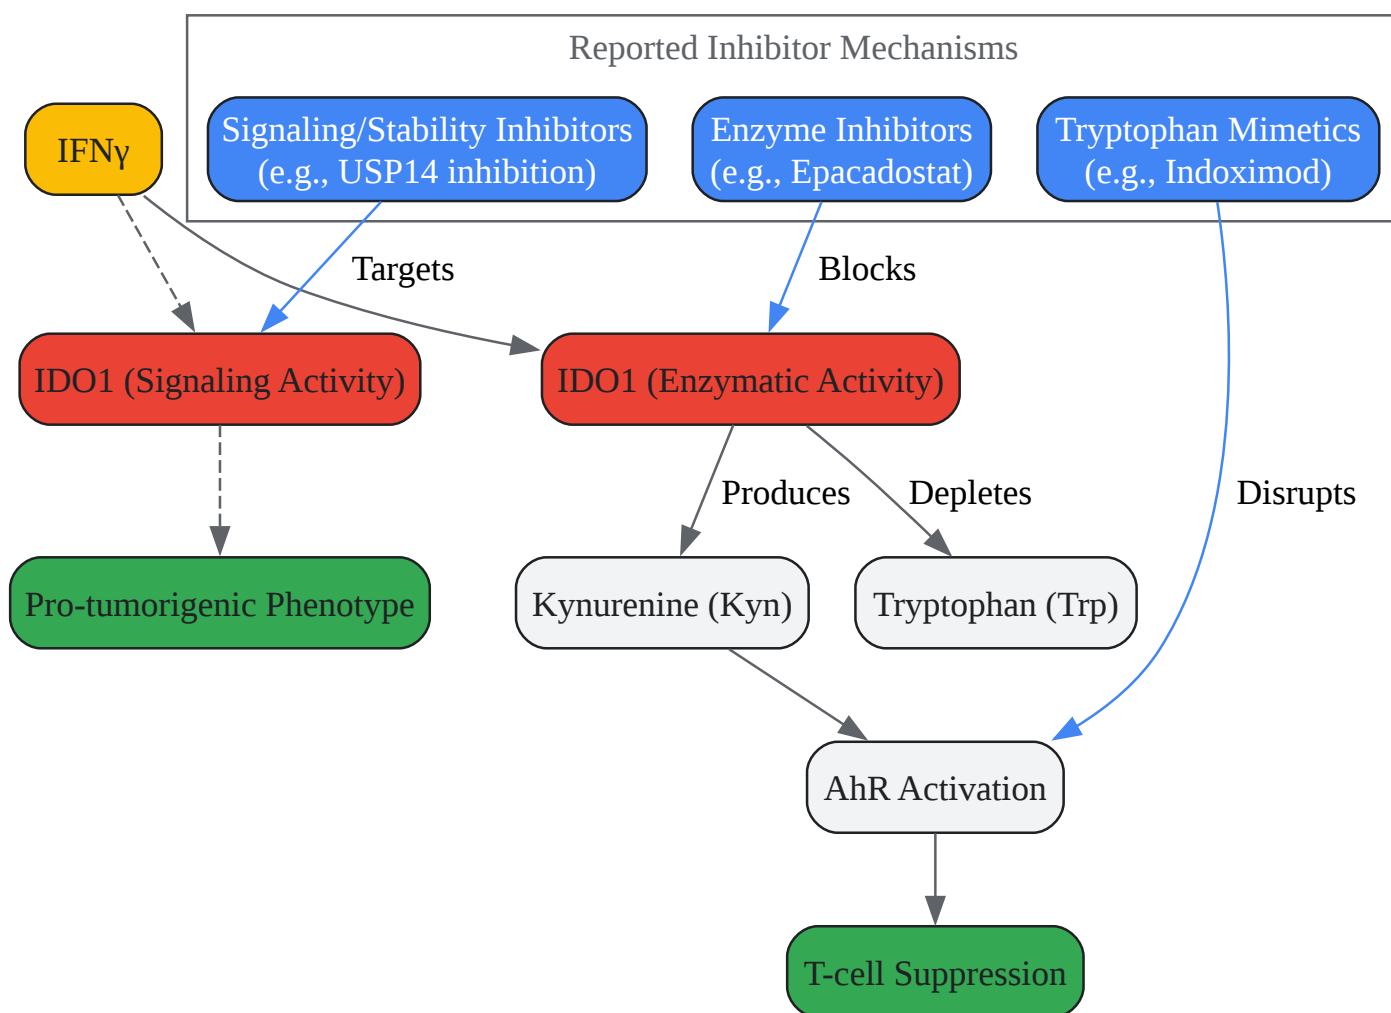 Reported Inhibitor Mechanisms
IFNγ
Signaling/Stability Inhibitors
(e.g., USP14 inhibition)
Enzyme Inhibitors
(e.g., Epacadostat)
Tryptophan Mimetics
(e.g., Indoximod)
Targets
Blocks
IDO1 (Signaling Activity)
IDO1 (Enzymatic Activity)
Produces
Depletes
Disrupts
Pro-tumorigenic Phenotype
Kynurenine (Kyn)
Tryptophan (Trp)
AhR Activation
T-cell Suppression